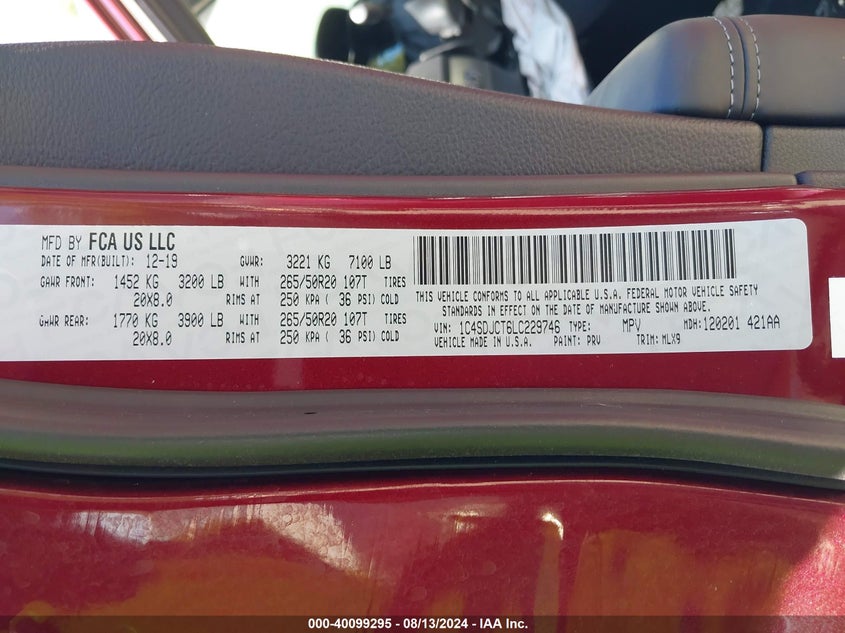 MFD BY FCA US LLC
DATE OF MFR(BUILT): 12-19 GVWR: 3221 KG 7100 LB
GAWR FRONT: 1452 KG 3200 LB WITH 265/50R20 107T TIRES
20X8.0 RIMS AT 250 KPA ( 36 PSI) COLD
GAWR REAR: 1770 KG 3900 LB WITH 265/50R20 107T TIRES
20X8.0 RIMS AT 250 KPA ( 36 PSI) COLD
THIS VEHICLE CONFORMS TO ALL APPLICABLE U.S.A. FEDERAL MOTOR VEHICLE SAFETY
STANDARDS IN EFFECT ON THE DATE OF MANUFACTURE SHOWN ABOVE.
VIN: 1C4SDJCT6LC229746 TYPE: MPV MDH: 120201 421AA
VEHICLE MADE IN U.S.A. PAINT: PRV TRIM: MLX9
000-40099295 - 08/13/2024 - IAAI, Inc.